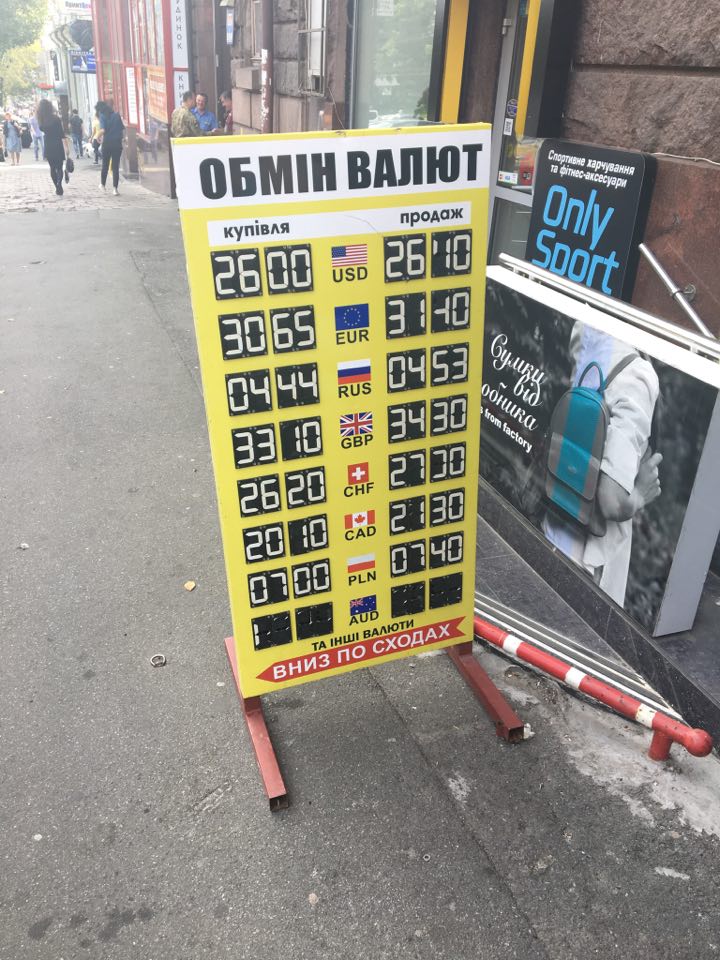 ОБМІН ВАЛЮТ
купівля продаж
26 00 USD 26 40
30 65 EUR 31 40
04 44 RUS 04 53
33 10 GBP 34 30
26 20 CHF 27 70
20 10 CAD 21 30
07 00 PLN 07 40
AUD
ТА ІНШІ ВАЛЮТИ
ВНИЗ ПО СХОДАХ
Спортивне харчування
та фітнес-аксесуари
Only
Sport
Сумки
від
from factory